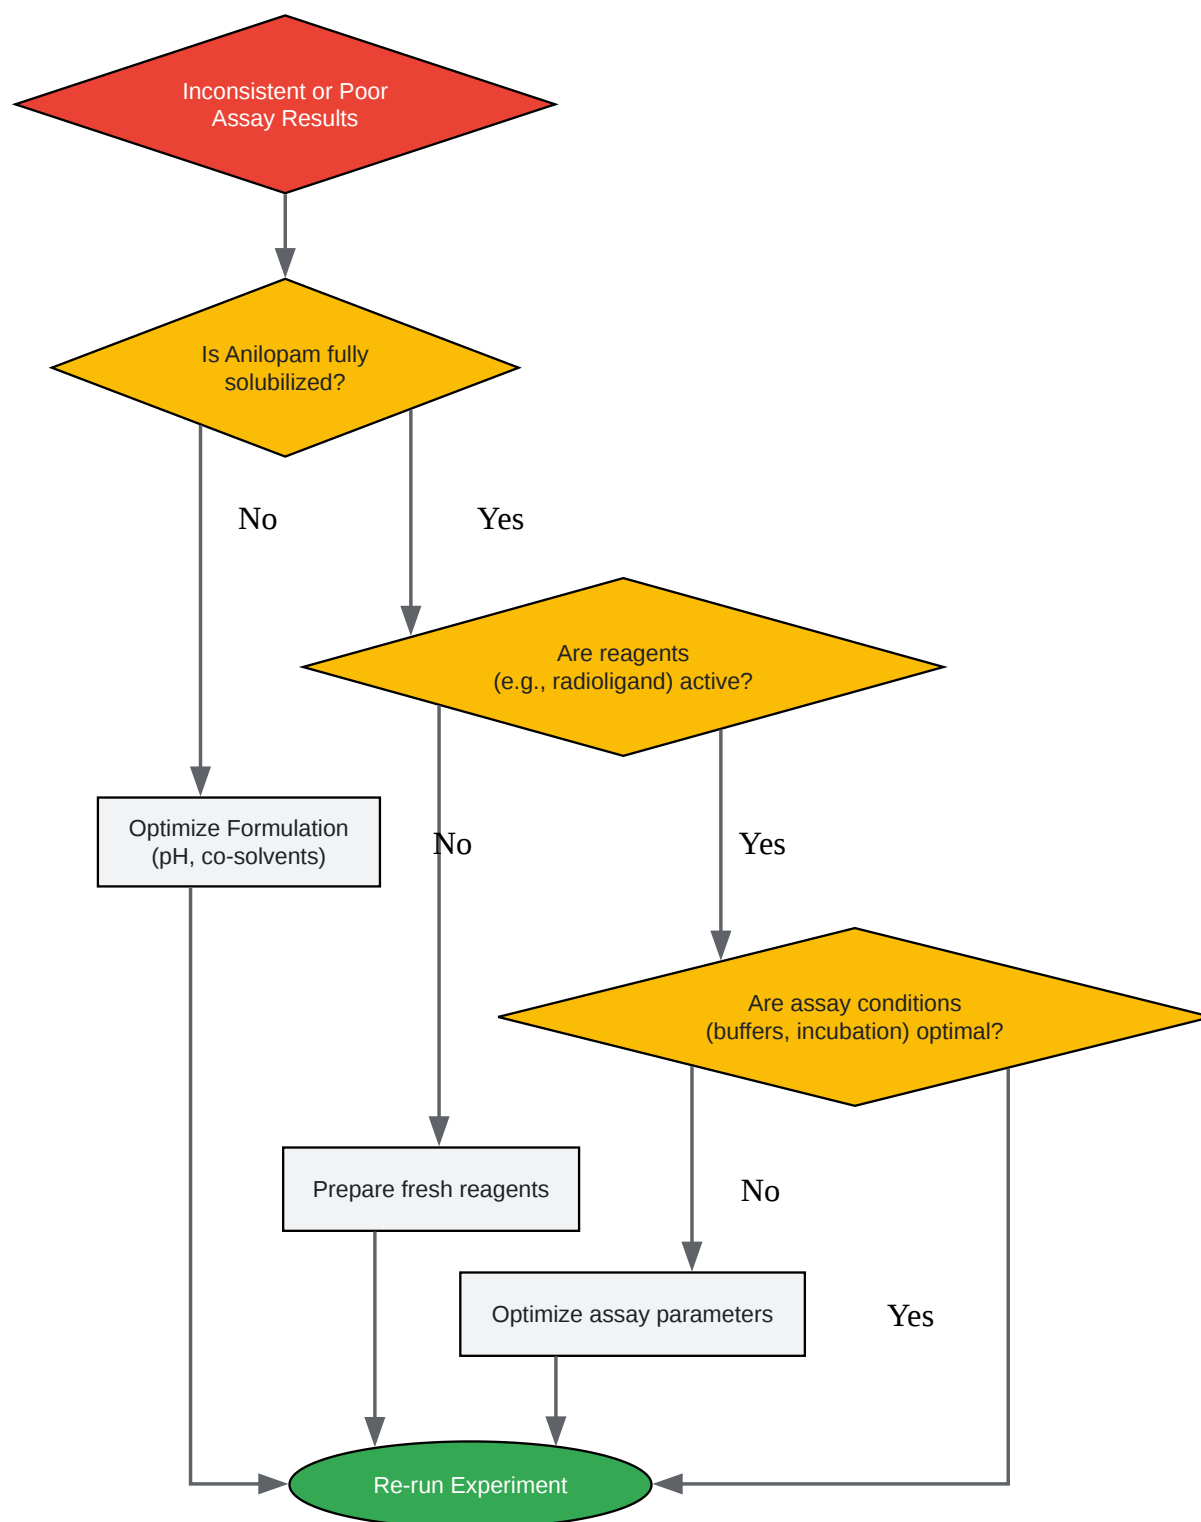 Inconsistent or Poor
Assay Results
Is Anilopam fully
solubilized?
No
Yes
Are reagents
(e.g., radioligand) active?
Optimize Formulation
(pH, co-solvents)
No
Yes
Are assay conditions
(buffers, incubation) optimal?
Prepare fresh reagents
No
Optimize assay parameters
Yes
Re-run Experiment